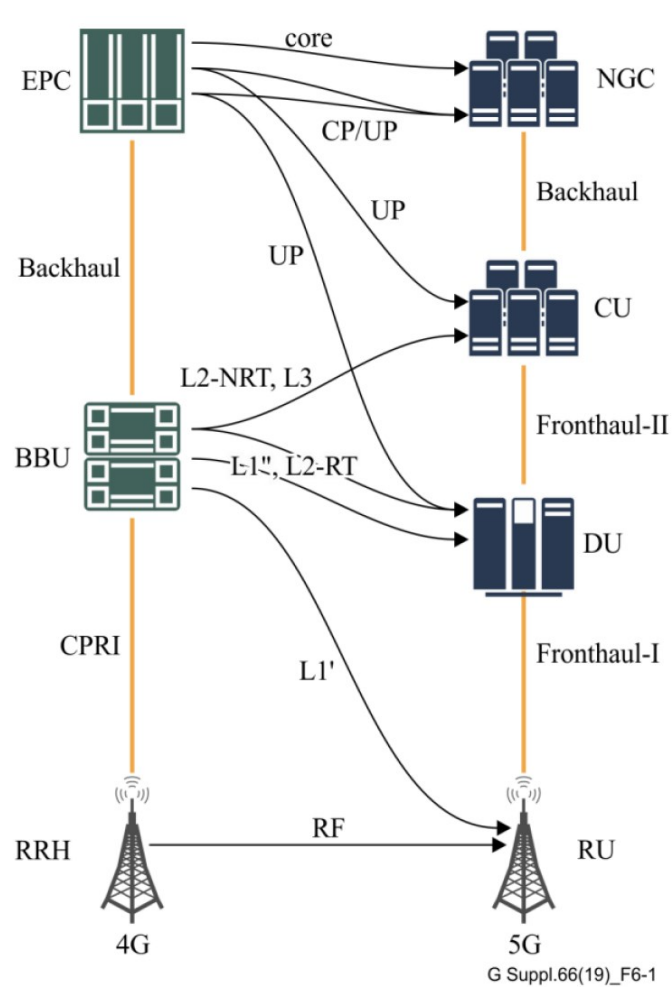 core
EPC
NGC
CP/UP
Backhaul
UP
UP
Backhaul
CU
L2-NRT, L3
Fronthaul-II
BBU
L1", L2-RT
DU
CPRI
Fronthaul-I
L1'
RF
RRH
RU
4G
5G
G Suppl.66(19)_F6-1